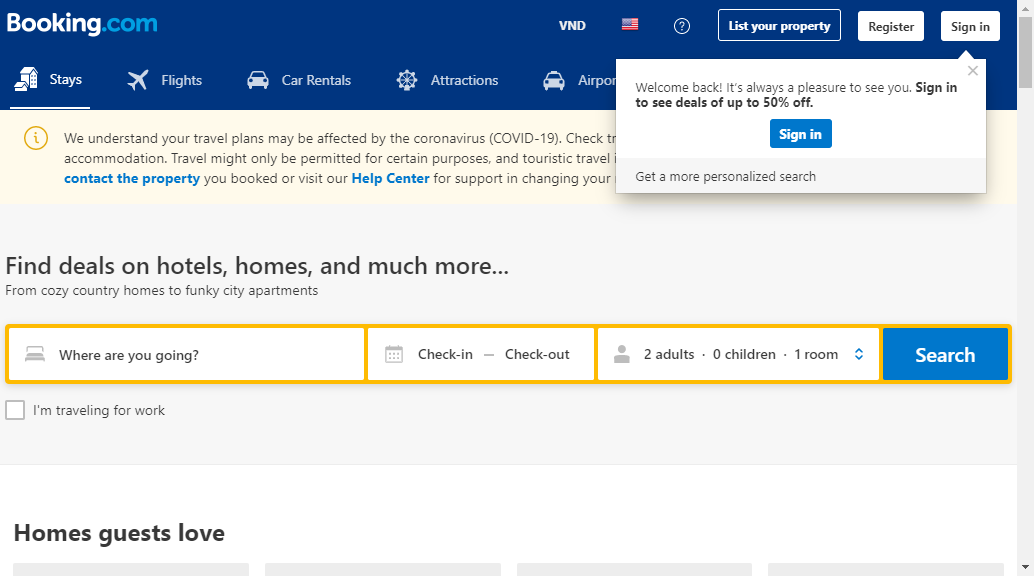 Booking.com
VND
List your property
Register
Sign in
Stays
Flights
Car Rentals
Attractions
Welcome back! It's always a pleasure to see you. Sign in
to see deals of up to 50% off.
Sign in
Get a more personalized search
We understand your travel plans may be affected by the coronavirus (COVID-19). Check
accommodation. Travel might only be permitted for certain purposes, and touristic travel
contact the property you booked or visit our Help Center for support in changing your
Find deals on hotels, homes, and much more...
From cozy country homes to funky city apartments
Where are you going?
Check-in — Check-out
2 adults · 0 children · 1 room
Search
I'm traveling for work
Homes guests love